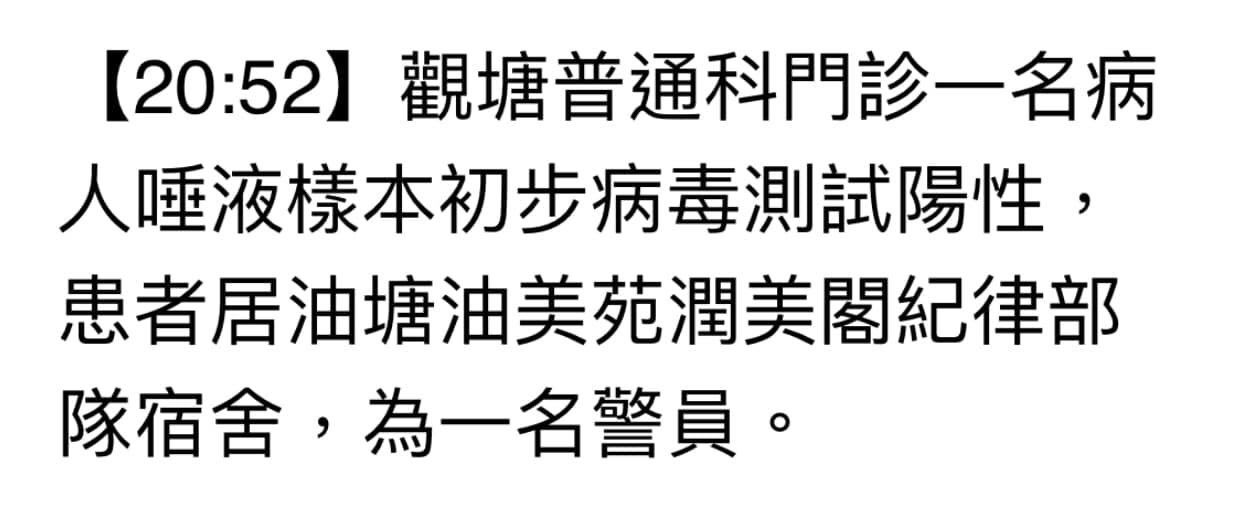 【20:52】觀塘普通科門診一名病
人唾液樣本初步病毒測試陽性，
患者居油塘油美苑潤美閣紀律部
隊宿舍，為一名警員。